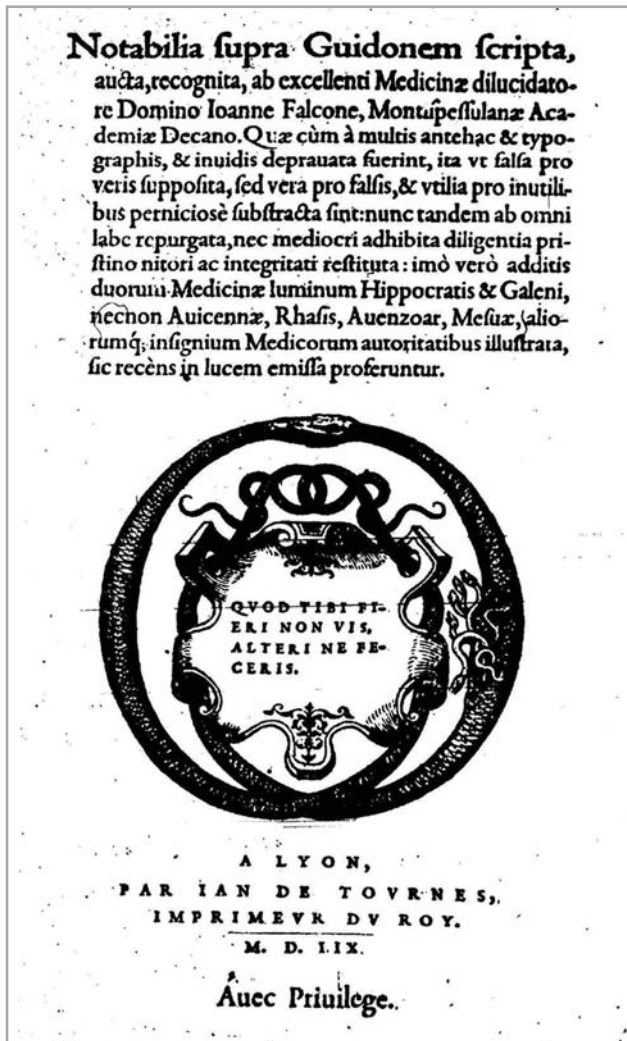 Notabilia ſupra Guidonem ſcripta,
aucta,recognita, ab excellenti Medicinæ dilucidato-
re Domino Ioanne Falcone, Montiſpeſſulanæ Aca-
demiæ Decano. Quæ cùm à multis antehac & typo-
graphis, & inuidis deprauata fuerint, ita vt falſa pro
veris ſuppoſita, ſed vera pro falſis,& vtilia pro inutili-
bus pernicioſè ſubſtracta ſint:nunc tandem ab omni
labe repurgata,nec mediocri adhibita diligentia pri-
ſtino nitori ac integritati reſtituta : imò verò additis
duorum Medicinæ luminum Hippocratis & Galeni,
necnon Auicennæ, Rhaſis, Auenzoar, Meſuæ, alio-
rumq́; inſignium Medicorum autoritatibus illuſtrata,
ſic recèns in lucem emiſſa proferuntur.
QVOD TIBI FI-
ERI NON VIS,
ALTERI NE FE-
CERIS.
A LYON,
PAR IAN DE TOVRNES,
IMPRIMEVR DV ROY.
M. D. LIX.
Auec Priuilege.